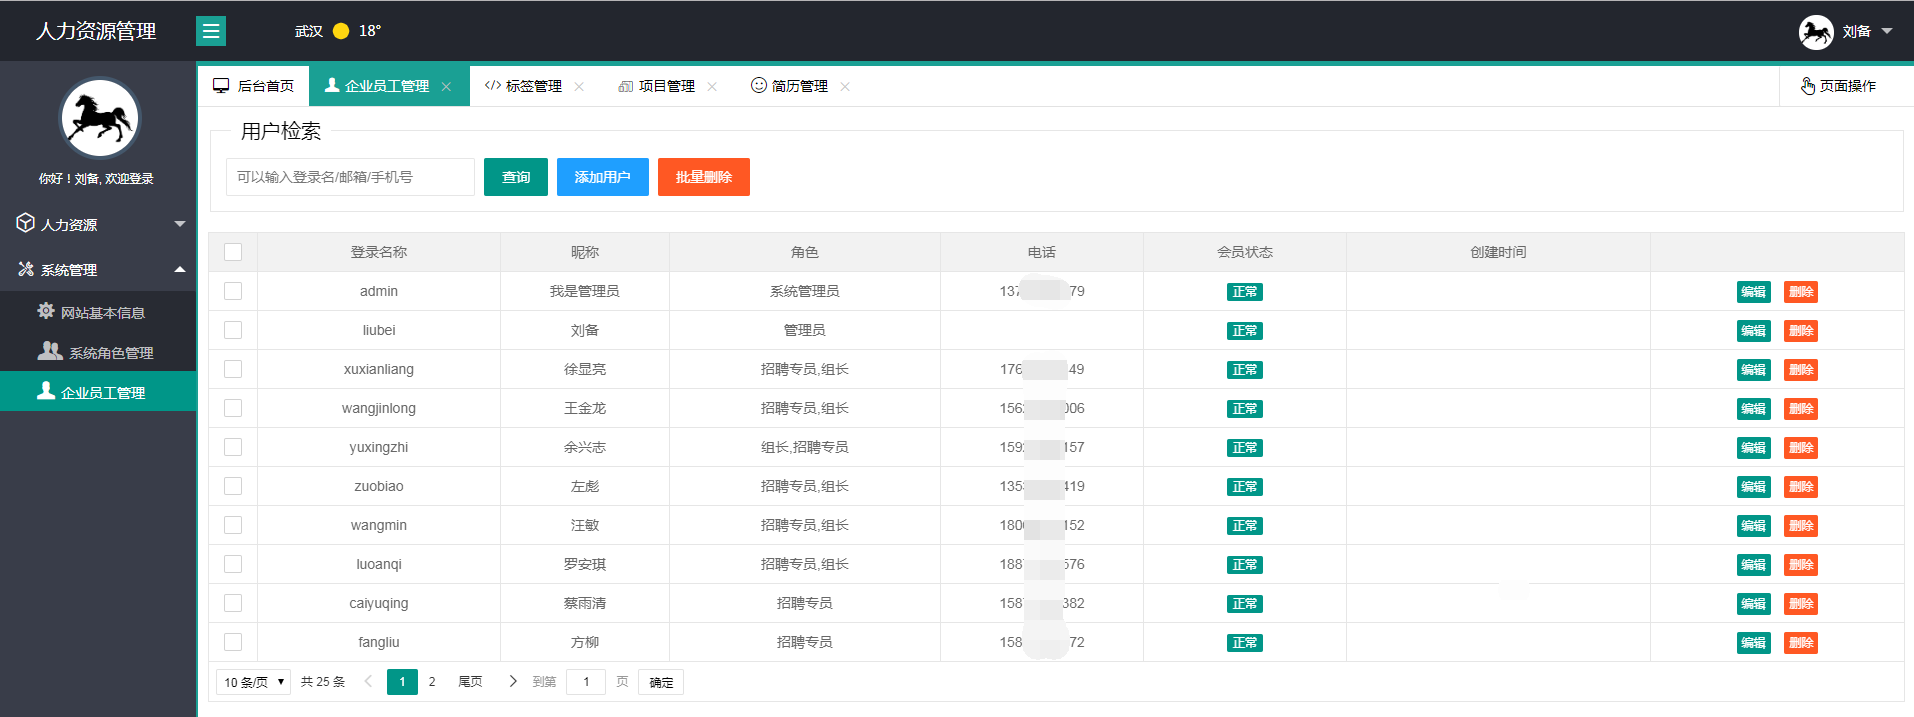 人力资源管理 武汉 18° 刘备
后台首页 企业员工管理 标签管理 项目管理 简历管理 页面操作
你好！刘备, 欢迎登录
人力资源
系统管理
网站基本信息
系统角色管理
企业员工管理
用户检索
可以输入登录名/邮箱/手机号 查询 添加用户 批量删除
登录名称 昵称 角色 电话 会员状态 创建时间
admin 我是管理员 系统管理员 137 79 正常 编辑 删除
liubei 刘备 管理员 正常 编辑 删除
xuxianliang 徐显亮 招聘专员,组长 176 49 正常 编辑 删除
wangjinlong 王金龙 招聘专员,组长 156 006 正常 编辑 删除
yuxingzhi 余兴志 组长,招聘专员 159 157 正常 编辑 删除
zuobiao 左彪 招聘专员,组长 135 419 正常 编辑 删除
wangmin 汪敏 招聘专员,组长 180 152 正常 编辑 删除
luoanqi 罗安琪 招聘专员,组长 188 576 正常 编辑 删除
caiyuqing 蔡雨清 招聘专员 158 382 正常 编辑 删除
fangliu 方柳 招聘专员 158 72 正常 编辑 删除
10 条/页 共 25 条 1 2 尾页 到第 1 页 确定